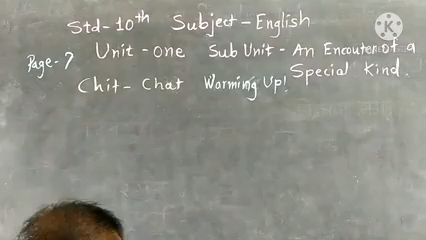 Std-10th Subject-English
Page-7 Unit-One Sub Unit-An Encouter of a
Special Kind.
Chit-Chat Warming Up!